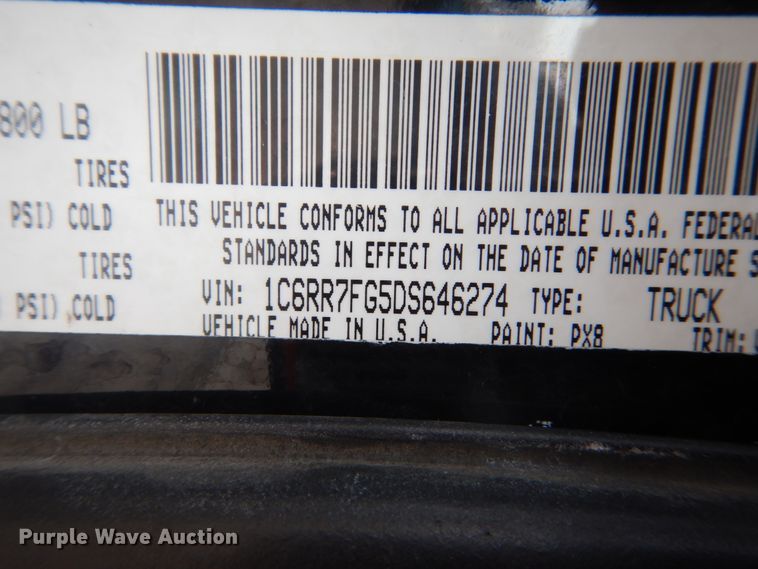 800 LB
TIRES
PSI) COLD
THIS VEHICLE CONFORMS TO ALL APPLICABLE U.S.A. FEDERAL
STANDARDS IN EFFECT ON THE DATE OF MANUFACTURE S
TIRES
PSI) COLD
VIN: 1C6RR7FG5DS646274 TYPE: TRUCK
VEHICLE MADE IN U.S.A. PAINT: PX8 TRIM:
Purple Wave Auction